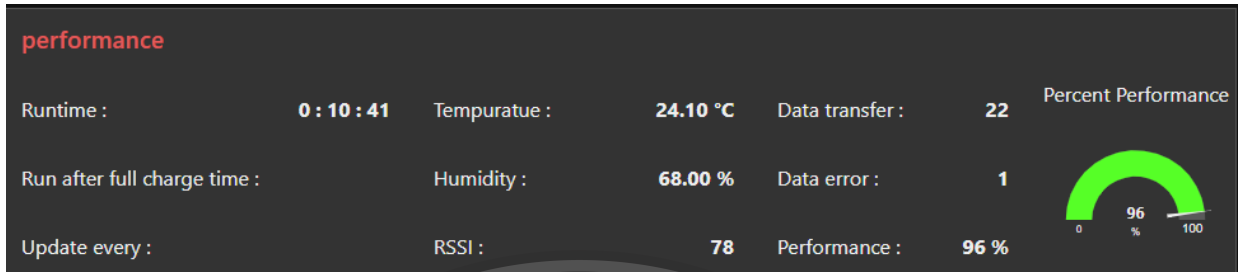 performance
Percent Performance
Runtime : 0 : 10 : 41 Tempuratue : 24.10 °C Data transfer : 22
Run after full charge time : Humidity : 68.00 % Data error : 1
96
0 % 100
Update every : RSSI : 78 Performance : 96 %